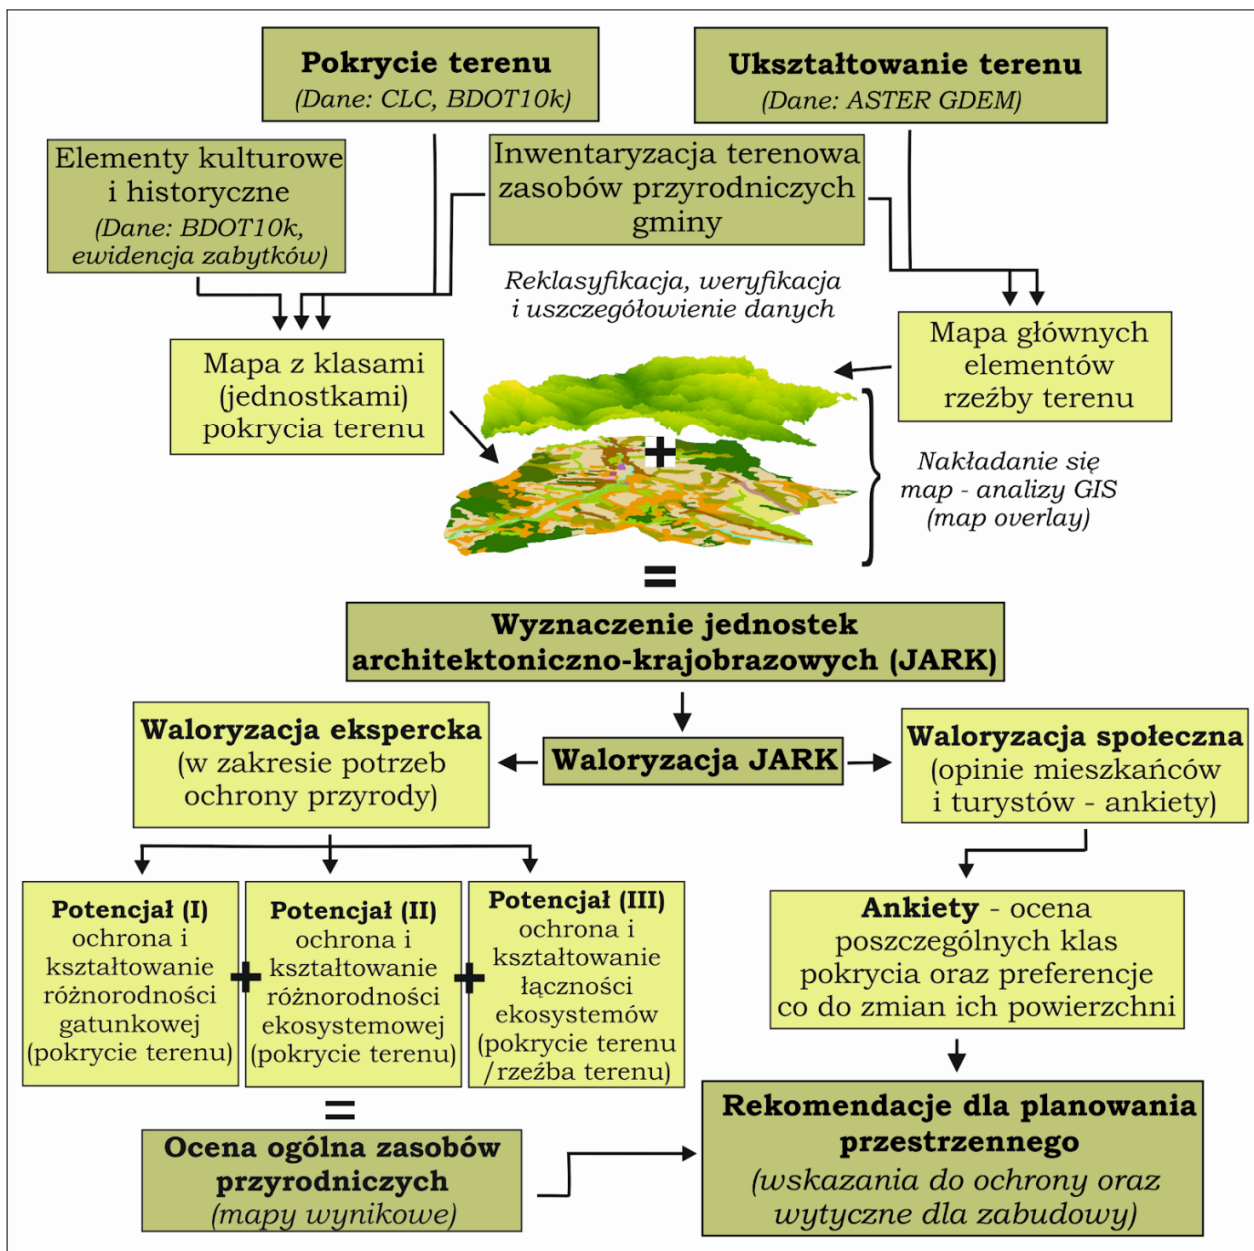 Pokrycie terenu
(Dane: CLC, BDOT10k)
Ukształtowanie terenu
(Dane: ASTER GDEM)
Elementy kulturowe
i historyczne
(Dane: BDOT10k,
ewidencja zabytków)
Inwentaryzacja terenowa
zasobów przyrodniczych
gminy
Reklasyfikacja, weryfikacja
i uszczegółowienie danych
Mapa z klasami
(jednostkami)
pokrycia terenu
Mapa głównych
elementów
rzeźby terenu
+
Nakładanie się
map - analizy GIS
(map overlay)
=
Wyznaczenie jednostek
architektoniczno-krajobrazowych (JARK)
Waloryzacja ekspercka
(w zakresie potrzeb
ochrony przyrody)
Waloryzacja JARK
Waloryzacja społeczna
(opinie mieszkańców
i turystów - ankiety)
Potencjał (I)
ochrona i
kształtowanie
różnorodności
gatunkowej
(pokrycie terenu)
+
Potencjał (II)
ochrona i
kształtowanie
różnorodności
ekosystemowej
(pokrycie terenu)
+
Potencjał (III)
ochrona i
kształtowanie
łączności
ekosystemów
(pokrycie terenu
/rzeźba terenu)
Ankiety - ocena
poszczególnych klas
pokrycia oraz preferencje
co do zmian ich powierzchni
=
Ocena ogólna zasobów
przyrodniczych
(mapy wynikowe)
Rekomendacje dla planowania
przestrzennego
(wskazania do ochrony oraz
wytyczne dla zabudowy)